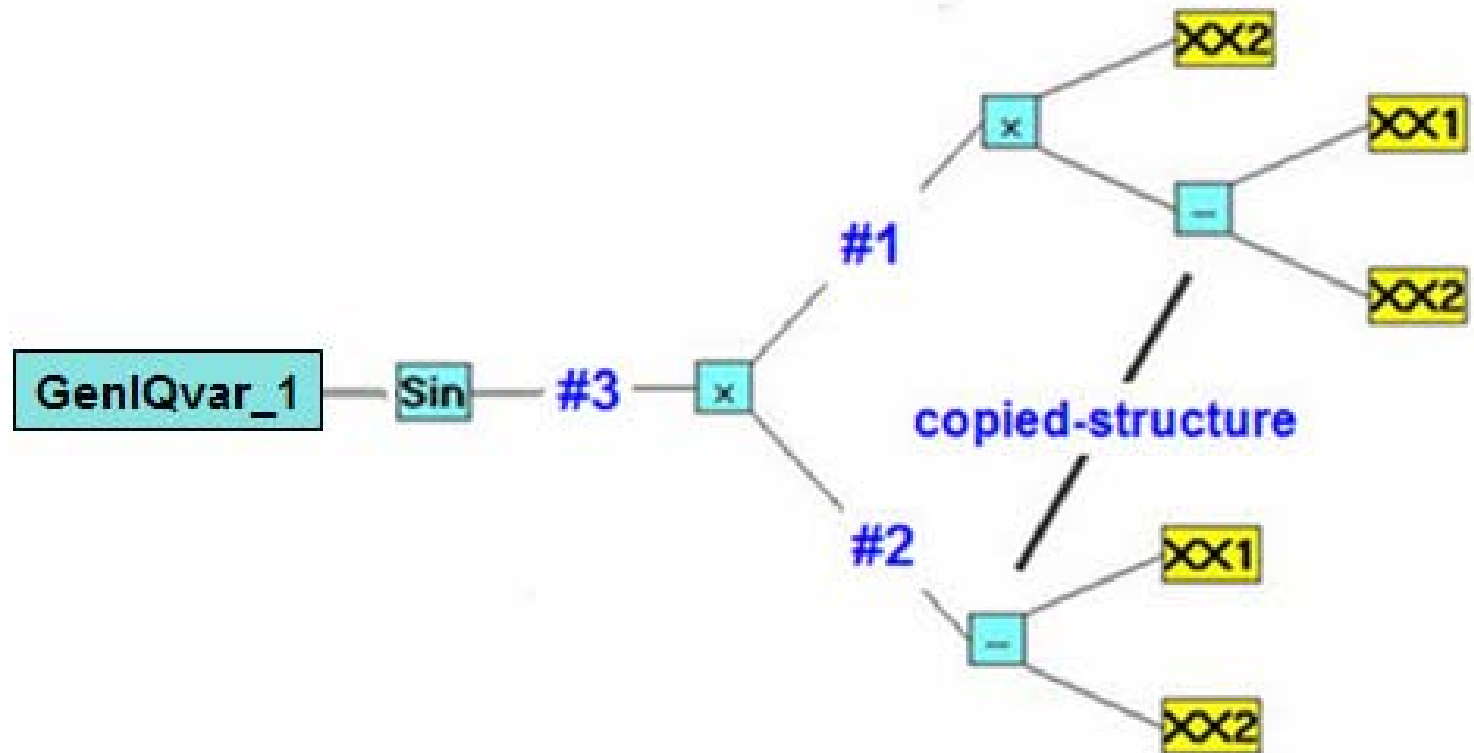 XX2
x
XX1
−
#1
XX2
GenIQvar_1
Sin
#3
x
copied-structure
#2
XX1
−
XX2